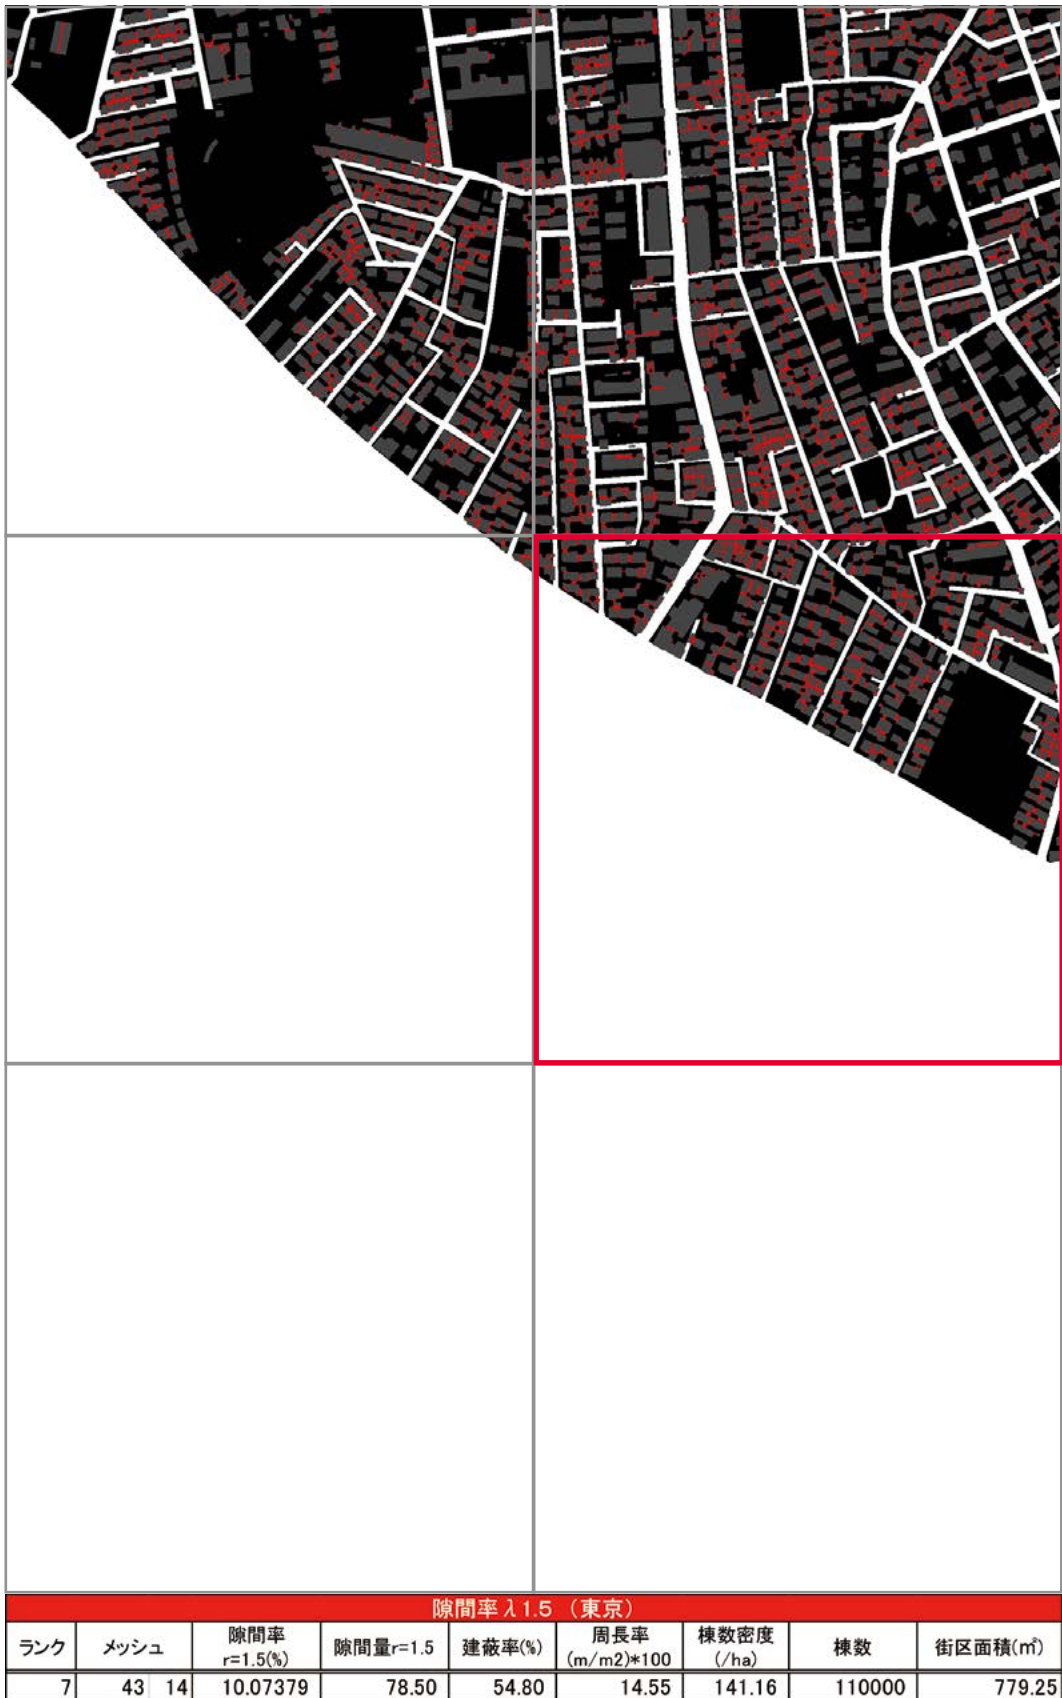 隙間率λ1.5 (東京)
ランク メッシュ 隙間率 r=1.5(%) 隙間量r=1.5 建蔽率(%) 周長率 (m/m2)*100 棟数密度 (/ha) 棟数 街区面積(㎡)
7 43 14 10.07379 78.50 54.80 14.55 141.16 110000 779.25